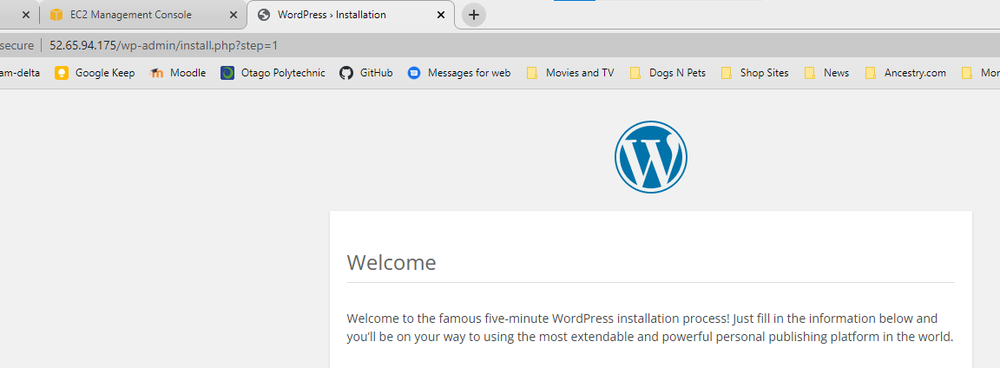 EC2 Management Console
WordPress › Installation
secure 52.65.94.175/wp-admin/install.php?step=1
am-delta Google Keep Moodle Otago Polytechnic GitHub Messages for web Movies and TV Dogs N Pets Shop Sites News Ancestry.com Mor
W
Welcome
Welcome to the famous five-minute WordPress installation process! Just fill in the information below and
you’ll be on your way to using the most extendable and powerful personal publishing platform in the world.